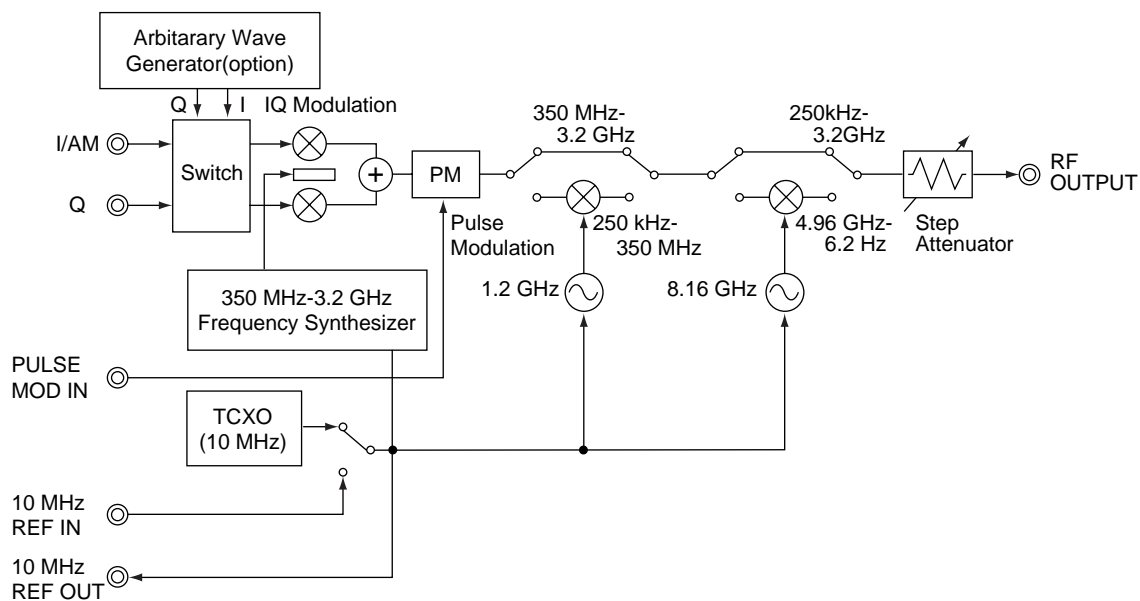 Arbitarary Wave
Generator(option)
Q
I
IQ Modulation
I/AM
Switch
Q
+
PM
Pulse
Modulation
350 MHz-
3.2 GHz
250 kHz-
350 MHz
1.2 GHz
250kHz-
3.2GHz
4.96 GHz-
6.2 Hz
8.16 GHz
Step
Attenuator
RF
OUTPUT
350 MHz-3.2 GHz
Frequency Synthesizer
PULSE
MOD IN
TCXO
(10 MHz)
10 MHz
REF IN
10 MHz
REF OUT